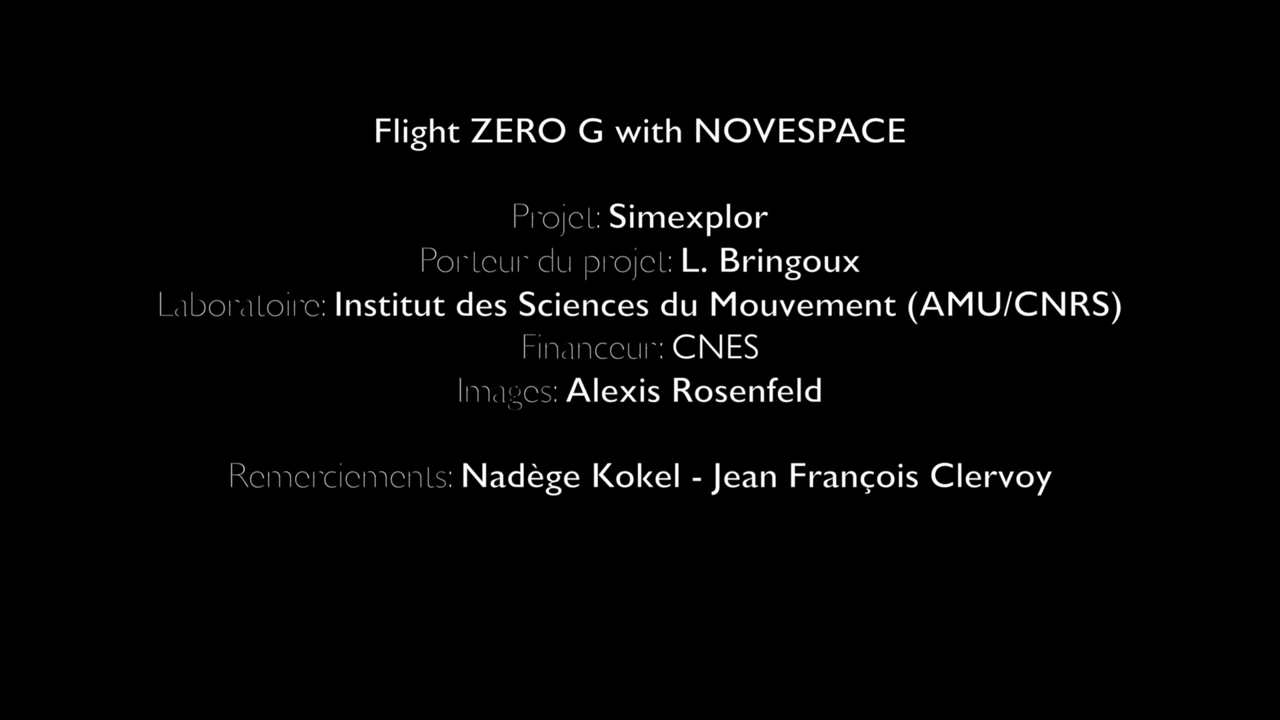 Flight ZERO G with NOVESPACE
Projet: Simexplor
Porteur du projet: L. Bringoux
Laboratoire: Institut des Sciences du Mouvement (AMU/CNRS)
Financeur: CNES
Images: Alexis Rosenfeld
Remerciements: Nadège Kokel - Jean François Clervoy